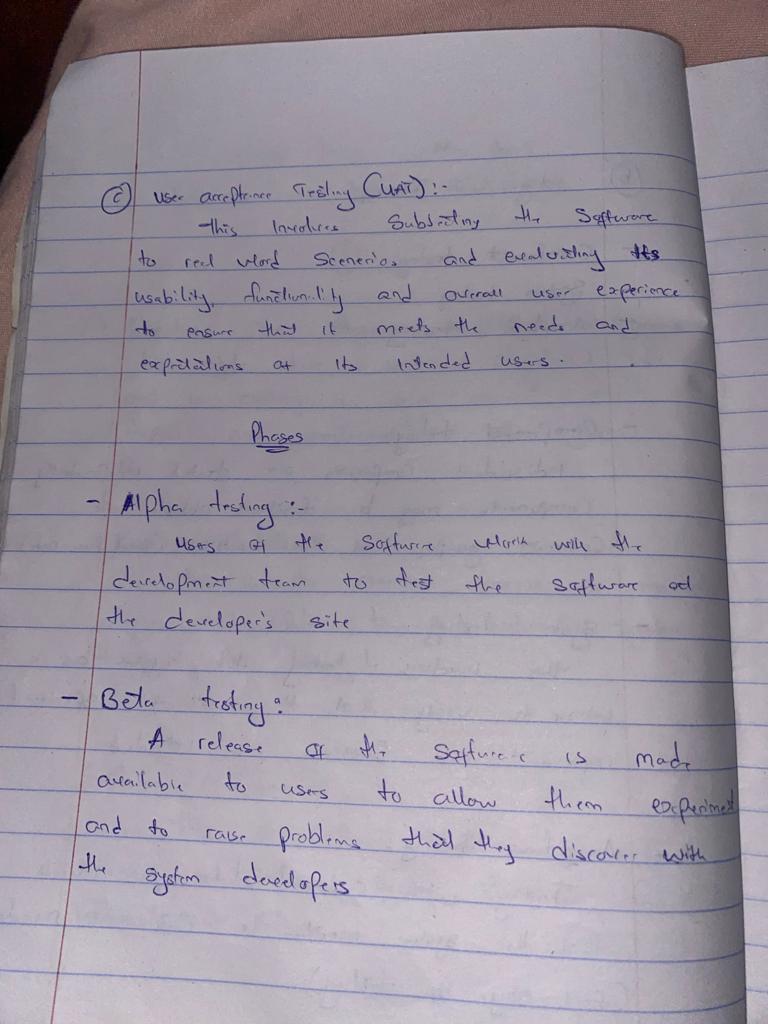 (c) User acceptance Testing (UAT):-
This Involves Subjecting the Software
to real word Scenerios, and evaluating its
usability, functionality and overall user experience
to ensure that it meets the needs and
expectations of its intended users.
Phases
- Alpha testing :-
Users of the Software work with the
development team to test the software at
the developer's site
- Beta testing:
A release of the Software is made
available to users to allow them experiment
and to raise problems that they discover with
the system developers